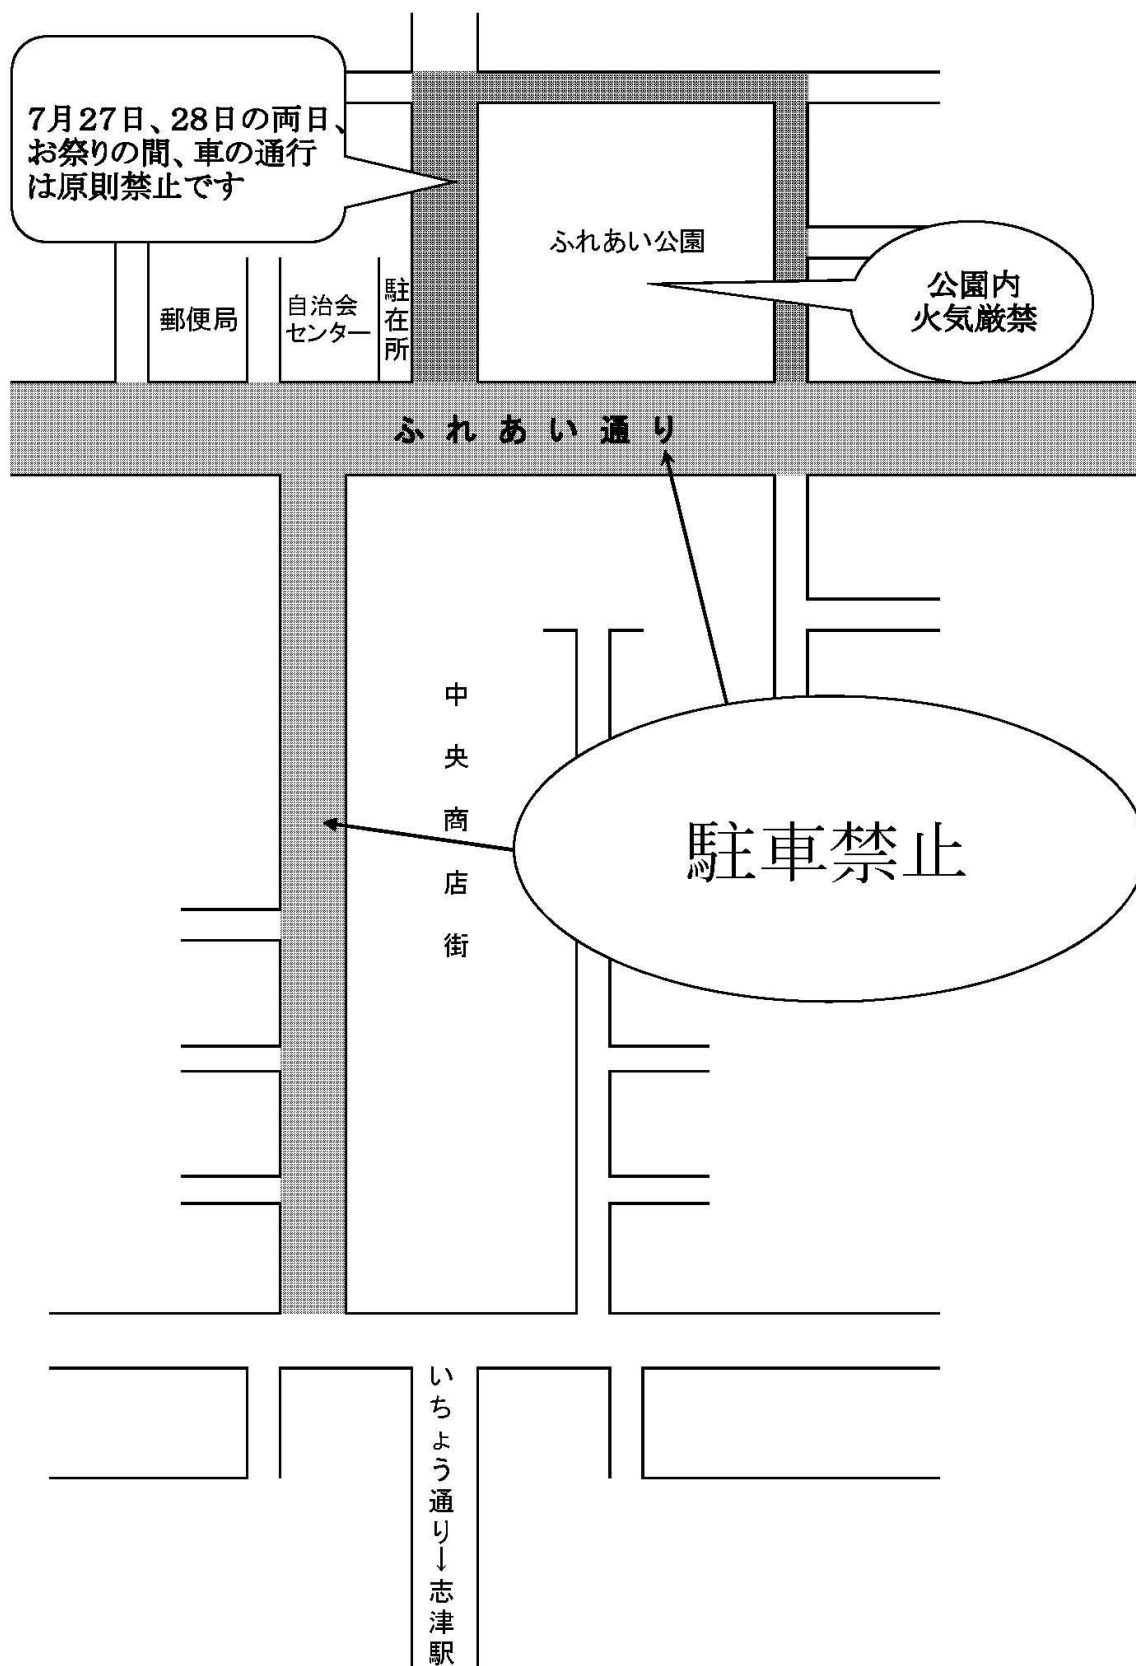 7月27日、28日の両日、
お祭りの間、車の通行
は原則禁止です
ふれあい公園
公園内
火気厳禁
郵便局
自治会
センター
駐在所
ふれあい通り
中央商店街
駐車禁止
いちょう通り→志津駅